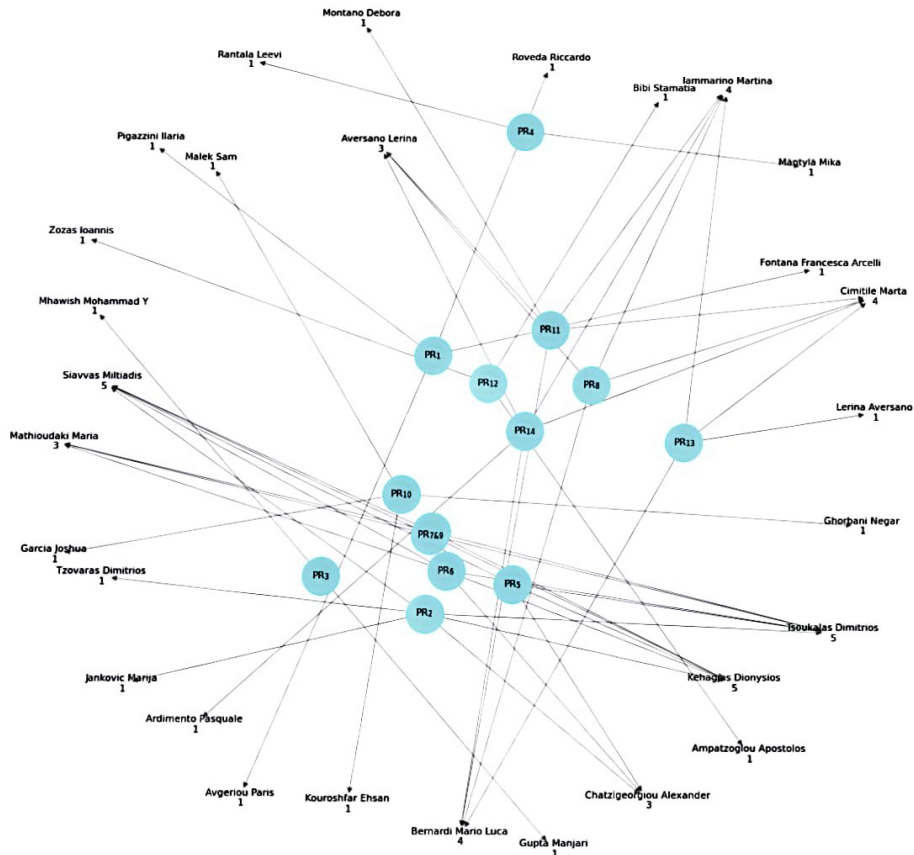 Montano Debora
1
Rantala Leevi
1
Roveda Riccardo
1
Iammarino Martina
4
Bibi Stamatia
1
PR4
Pigazzini Ilaria
1
Aversano Lerina
3
Malek Sam
1
Mäntylä Mika
1
Zozas Ioannis
1
Fontana Francesca Arcelli
1
Cimitile Marta
4
Mhawish Mohammad Y
1
PR11
PR1
Siavvas Miltiadis
5
PR12
PR8
Lerina Aversano
1
PR14
Mathioudaki Maria
3
PR13
PR10
Ghorbani Negar
1
PR7&9
Garcia Joshua
1
PR6
Tzovaras Dimitrios
1
PR3
PR5
PR2
Tsoukalas Dimitrios
5
Jankovic Marija
1
Kehagias Dionysios
5
Ardimento Pasquale
1
Ampatzoglou Apostolos
1
Avgeriou Paris
1
Kouroshfar Ehsan
1
Chatzigeorgiou Alexander
3
Bernardi Mario Luca
4
Gupta Manjari
1